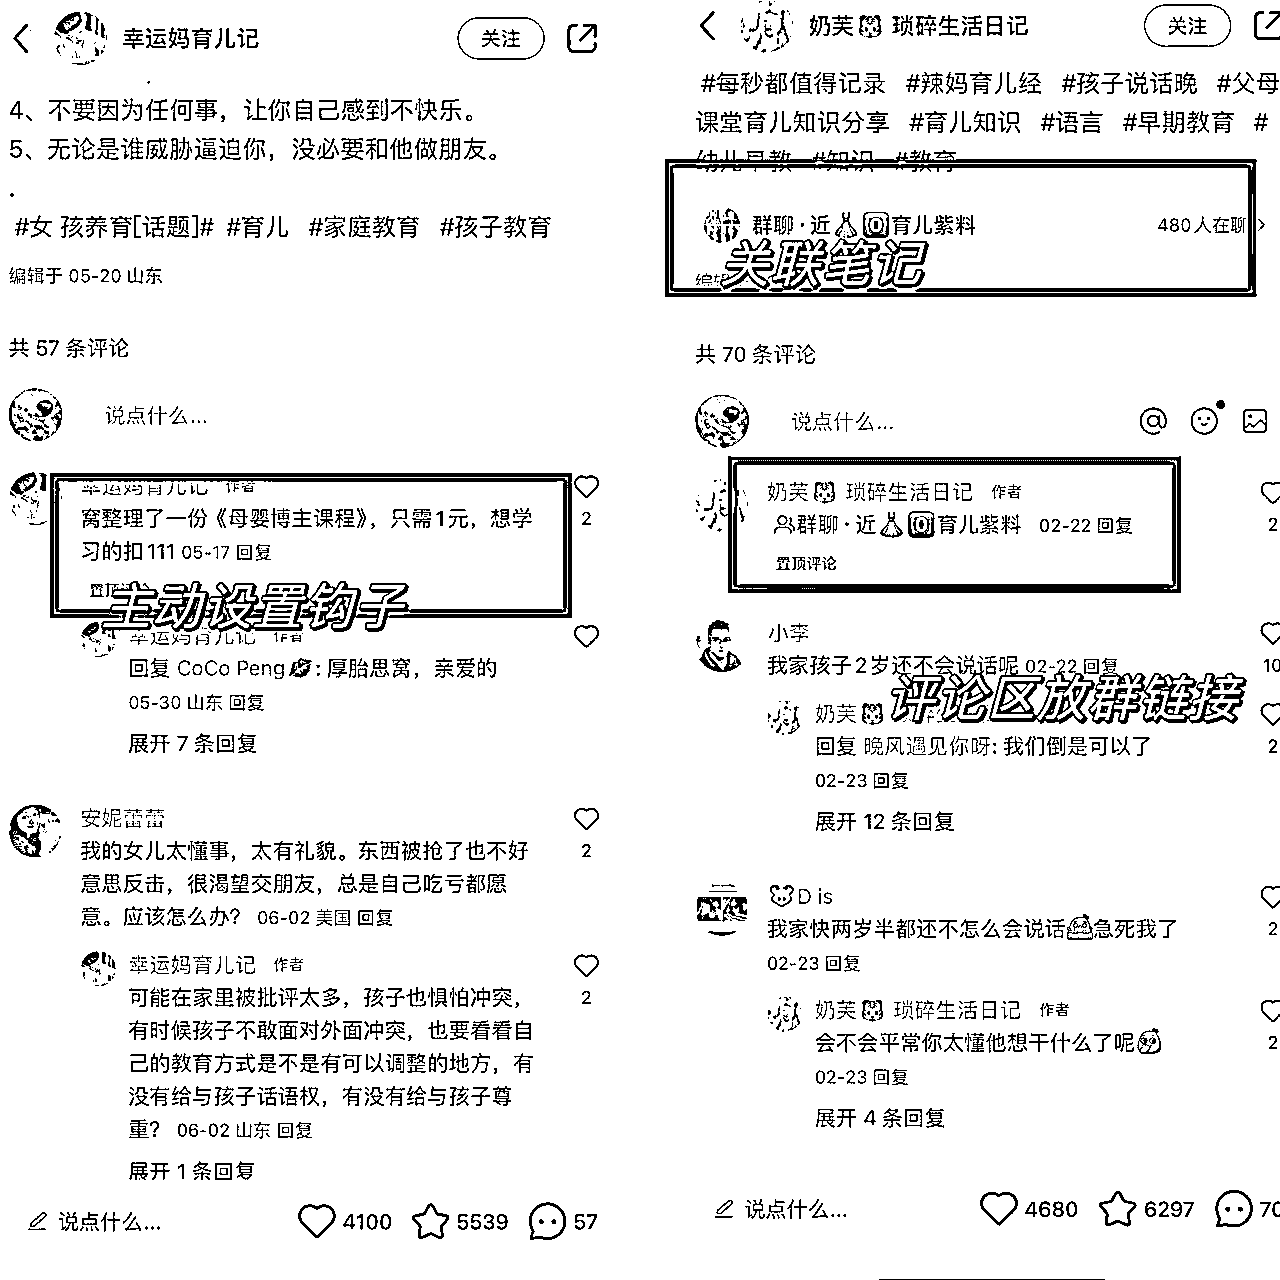 幸运妈育儿记
关注
4、不要因为任何事，让你自己感到不快乐。
5、无论是谁威胁逼迫你，没必要和他做朋友。
.
#女 孩养育[话题]# #育儿 #家庭教育 #孩子教育
编辑于 05-20 山东
共 57 条评论
说点什么...
幸运妈育儿记 作者
窝整理了一份《母婴博主课程》，只需1元，想学
习的扣111 05-17 回复
置顶评论
主动设置钩子
幸运妈育儿记 作者
回复 CoCo Peng: 厚胎思窝，亲爱的
05-30 山东 回复
展开 7 条回复
安妮蕾蕾
我的女儿太懂事，太有礼貌。东西被抢了也不好
意思反击，很渴望交朋友，总是自己吃亏都愿
意。应该怎么办？ 06-02 美国 回复
幸运妈育儿记 作者
可能在家里被批评太多，孩子也惧怕冲突，
有时候孩子不敢面对外面冲突，也要看看自
己的教育方式是不是有可以调整的地方，有
没有给与孩子话语权，有没有给与孩子尊
重？ 06-02 山东 回复
展开 1 条回复
2
2
2
说点什么...
4100
5539
57
奶芙 琐碎生活日记
关注
#每秒都值得记录 #辣妈育儿经 #孩子说话晚 #父母
课堂育儿知识分享 #育儿知识 #语言 #早期教育 #
幼儿早教 #知识 #教育
群聊·近育儿紫料
480人在聊
关联笔记
编辑
共 70 条评论
说点什么...
奶芙 琐碎生活日记 作者
群聊·近育儿紫料 02-22 回复
置顶评论
小李
我家孩子2岁还不会说话呢 02-22 回复
评论区放群链接
奶芙
回复 晚风遇见你呀: 我们倒是可以了
02-23 回复
展开 12 条回复
D is
我家快两岁半都还不怎么会说话急死我了
02-23 回复
奶芙 琐碎生活日记 作者
会不会平常你太懂他想干什么了呢
02-23 回复
展开 4 条回复
2
10
2
2
2
说点什么...
4680
6297
70